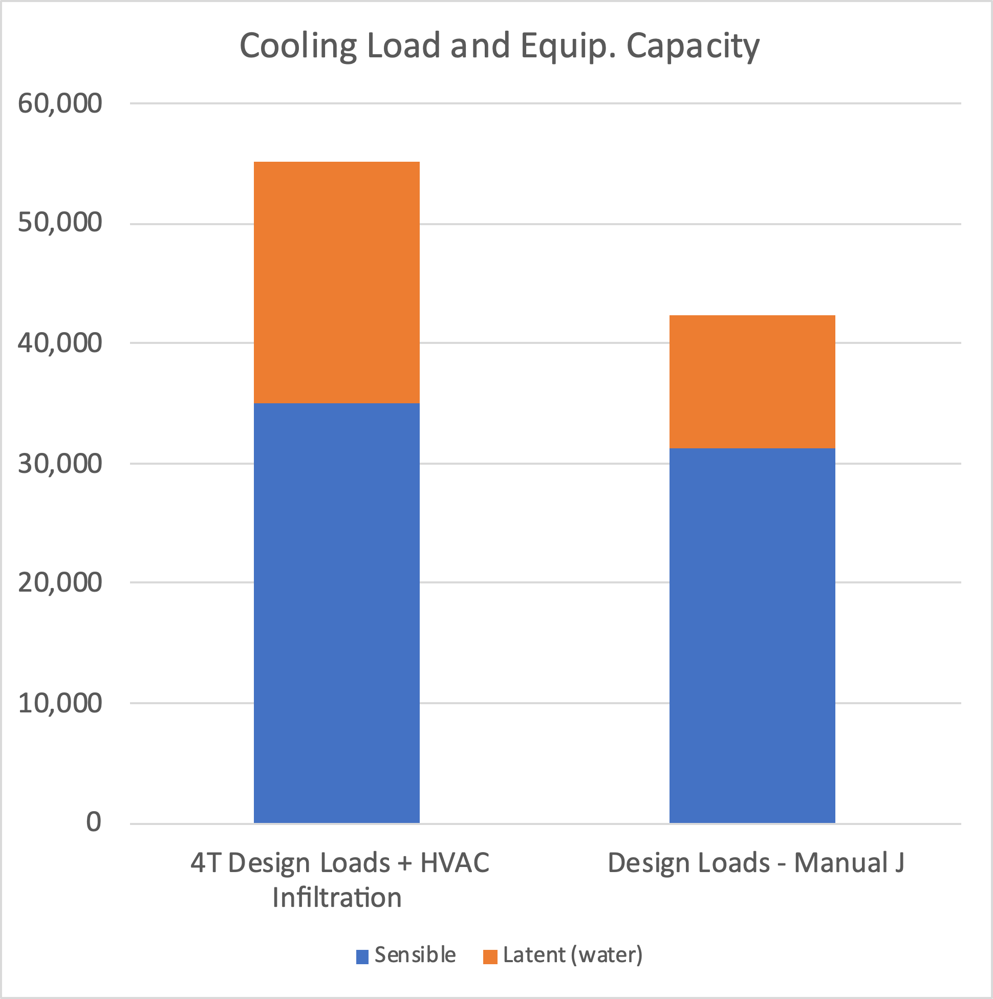 Cooling Load and Equip. Capacity
60,000
50,000
40,000
30,000
20,000
10,000
0
4T Design Loads + HVAC
Infiltration
Design Loads - Manual J
Sensible
Latent (water)